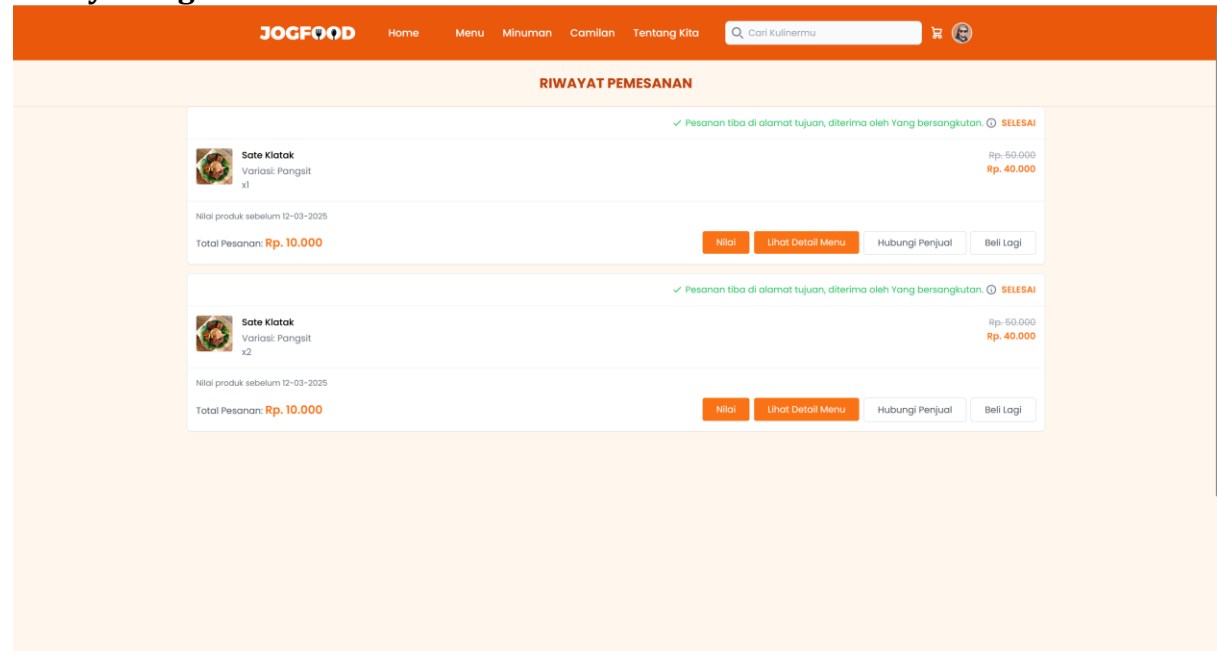 JOGFOOD Home Menu Minuman Camilan Tentang Kita Cari Kulinermu
RIWAYAT PEMESANAN
Pesanan tiba di alamat tujuan, diterima oleh Yang bersangkutan. SELESAI
Sate Klatak Rp. 50.000
Variasi: Pangsit Rp. 40.000
x1
Nilai produk sebelum 12-03-2025
Total Pesanan: Rp. 10.000 Nilai Lihat Detail Menu Hubungi Penjual Beli Lagi
Pesanan tiba di alamat tujuan, diterima oleh Yang bersangkutan. SELESAI
Sate Klatak Rp. 50.000
Variasi: Pangsit Rp. 40.000
x2
Nilai produk sebelum 12-03-2025
Total Pesanan: Rp. 10.000 Nilai Lihat Detail Menu Hubungi Penjual Beli Lagi